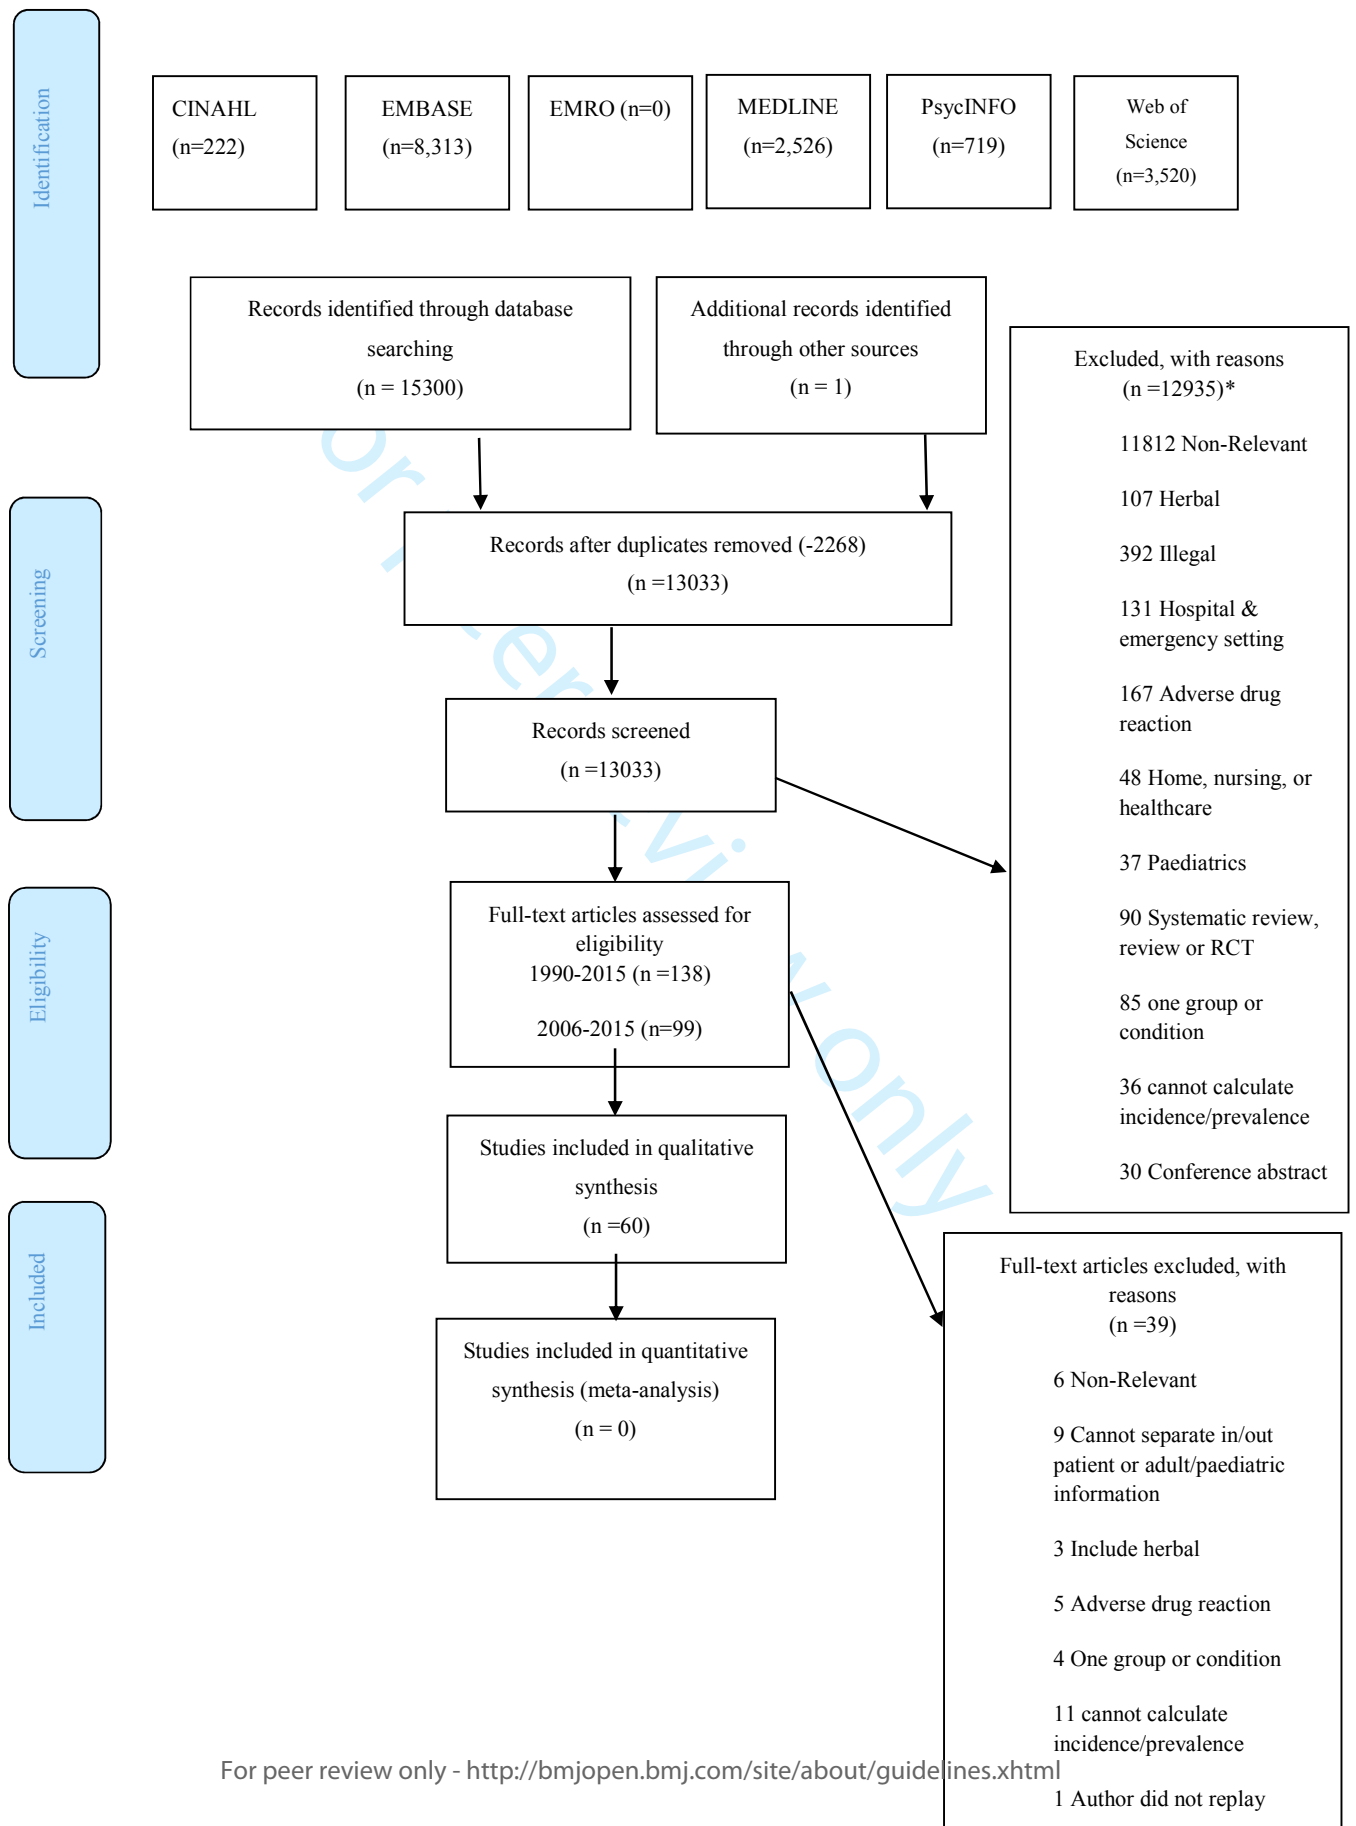 Identification
CINAHL
(n=222)
EMBASE
(n=8,313)
EMRO (n=0)
MEDLINE
(n=2,526)
PsycINFO
(n=719)
Web of
Science
(n=3,520)
Records identified through database
searching
(n = 15300)
Additional records identified
through other sources
(n = 1)
Excluded, with reasons
(n =12935)*
11812 Non-Relevant
107 Herbal
392 Illegal
131 Hospital &
emergency setting
167 Adverse drug
reaction
48 Home, nursing, or
healthcare
37 Paediatrics
90 Systematic review,
review or RCT
85 one group or
condition
36 cannot calculate
incidence/prevalence
30 Conference abstract
Screening
Records after duplicates removed (-2268)
(n =13033)
Records screened
(n =13033)
Eligibility
Full-text articles assessed for
eligibility
1990-2015 (n =138)
2006-2015 (n=99)
Studies included in qualitative
synthesis
(n =60)
Included
Studies included in quantitative
synthesis (meta-analysis)
(n = 0)
Full-text articles excluded, with
reasons
(n =39)
6 Non-Relevant
9 Cannot separate in/out
patient or adult/paediatric
information
3 Include herbal
5 Adverse drug reaction
4 One group or condition
11 cannot calculate
incidence/prevalence
1 Author did not replay
For peer review only - http://bmjopen.bmj.com/site/about/guidelines.xhtml